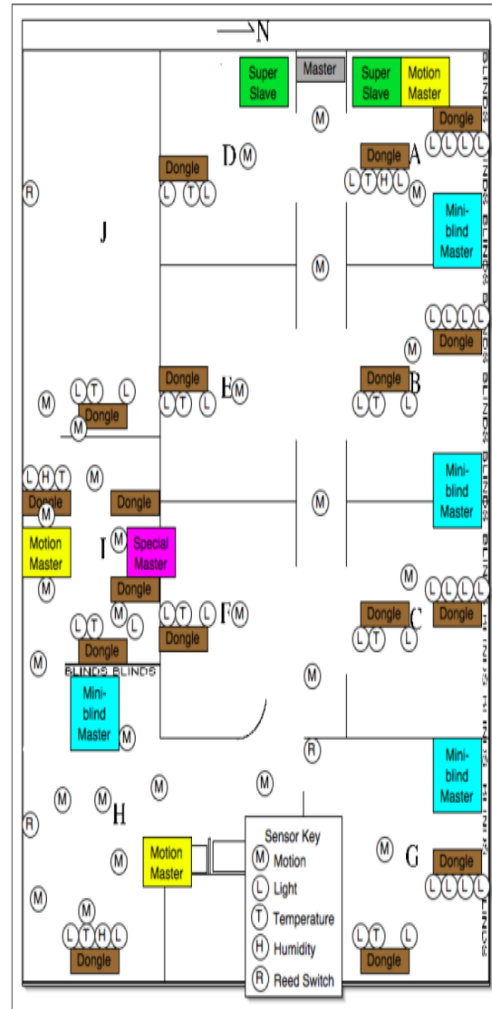 N
Super
Slave
Master
Super
Slave
Motion
Master
BLINDS
Dongle
L L L L
M
D
M
Dongle
A
Dongle
L T L
L T H L
M
R
J
Mini-
blind
Master
M
L L L L
Dongle
M
Dongle
E
M
Dongle
B
L T L
L T L
L T L
M
Dongle
M
Mini-
blind
Master
L H T
M
Dongle
Dongle
M
M
Motion
Master
I
M
Special
Master
M
Dongle
M
L L L L
M
L T L
F
M
Dongle
C
Dongle
L T L
Dongle
L T L
Dongle
M
BLINDS BLINDS
M
Mini-
blind
Master
M
R
Mini-
blind
Master
M
M
M
M
H
R
M
Motion
Master
M
G
Dongle
L L L L
M
M
L T H L
Dongle
L T L
Dongle
Sensor Key
M Motion
L Light
T Temperature
H Humidity
R Reed Switch